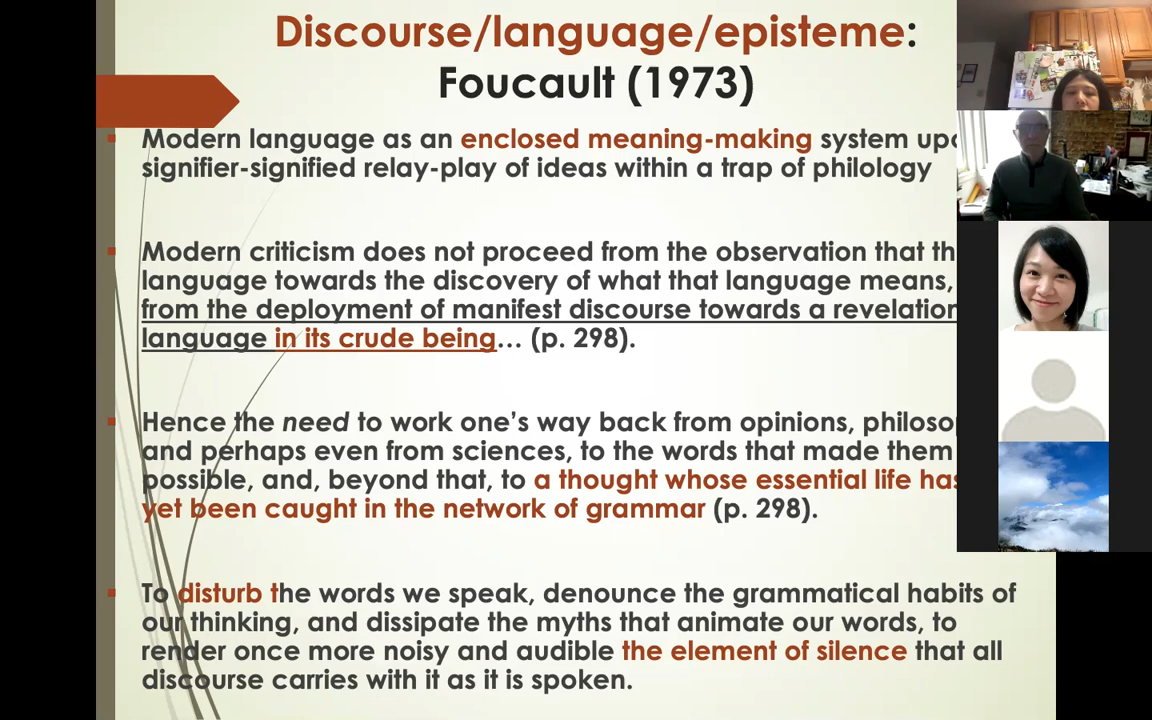 Discourse/language/episteme:
Foucault (1973)
Modern language as an enclosed meaning-making system
signifier-signified relay-play of ideas within a trap of philology
Modern criticism does not proceed from the observation that
language towards the discovery of what that language means,
from the deployment of manifest discourse towards a revelation
language in its crude being… (p. 298).
Hence the need to work one’s way back from opinions,
and perhaps even from sciences, to the words that made them
possible, and, beyond that, to a thought whose essential life has
yet been caught in the network of grammar (p. 298).
To disturb the words we speak, denounce the grammatical habits of
our thinking, and dissipate the myths that animate our words, to
render once more noisy and audible the element of silence that all
discourse carries with it as it is spoken.